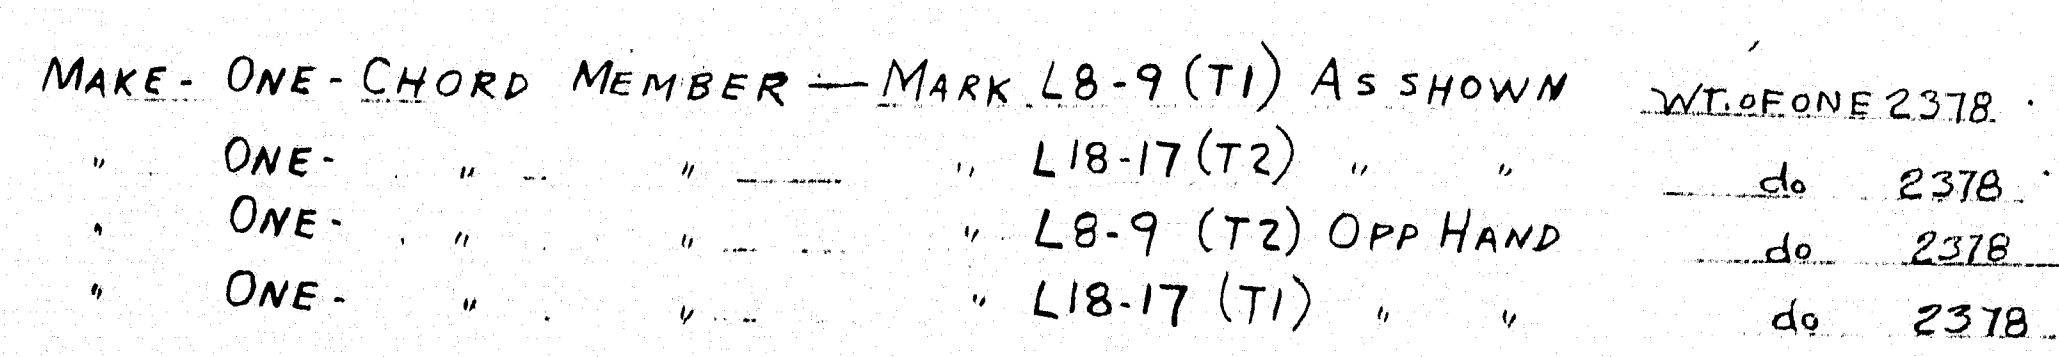 MAKE - ONE - CHORD MEMBER — MARK L8-9 (T1) AS SHOWN WT. OF ONE 2378.
" ONE - " " — " L18-17 (T2) " " do 2378
" ONE - " " " L8-9 (T2) OPP HAND do 2378
" ONE - " " " L18-17 (T1) " " do 2378